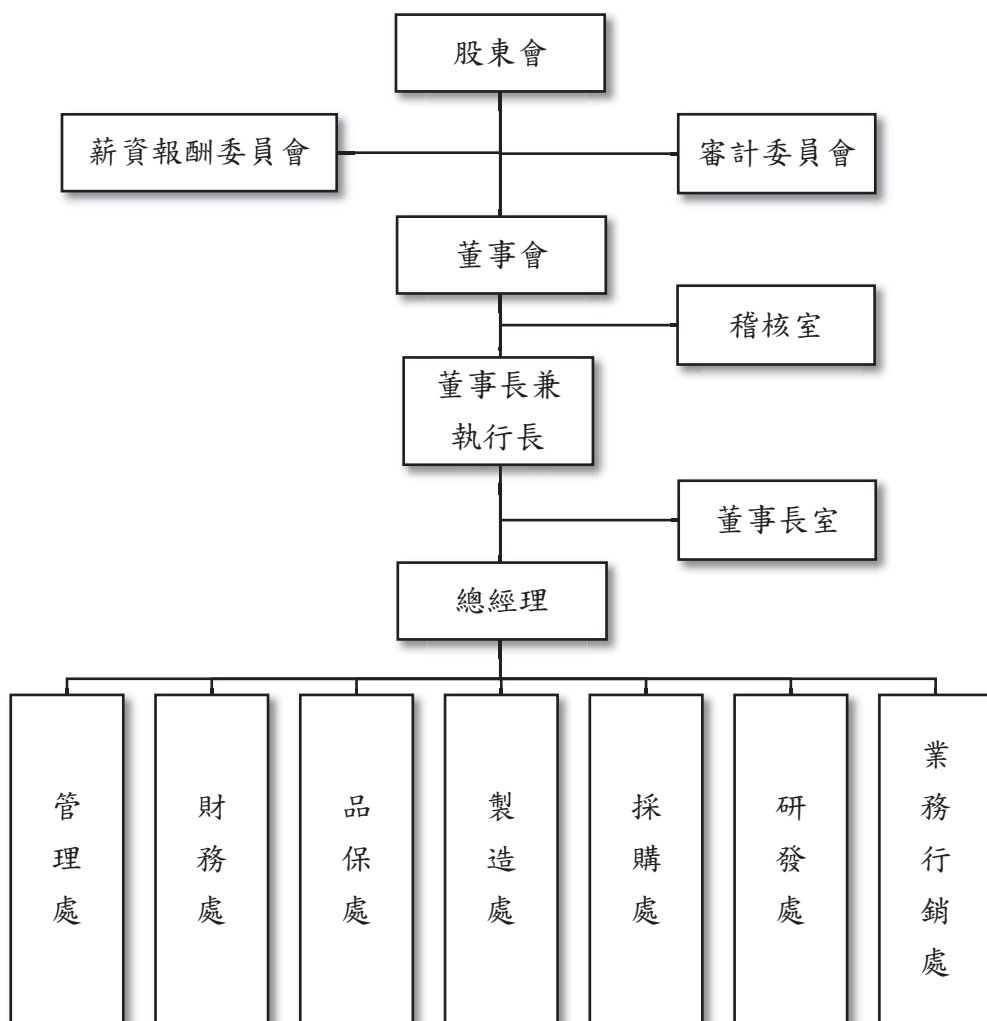 股東會
薪資報酬委員會
審計委員會
董事會
稽核室
董事長兼
執行長
董事長室
總經理
管理處
財務處
品保處
製造處
採購處
研發處
業務行銷處